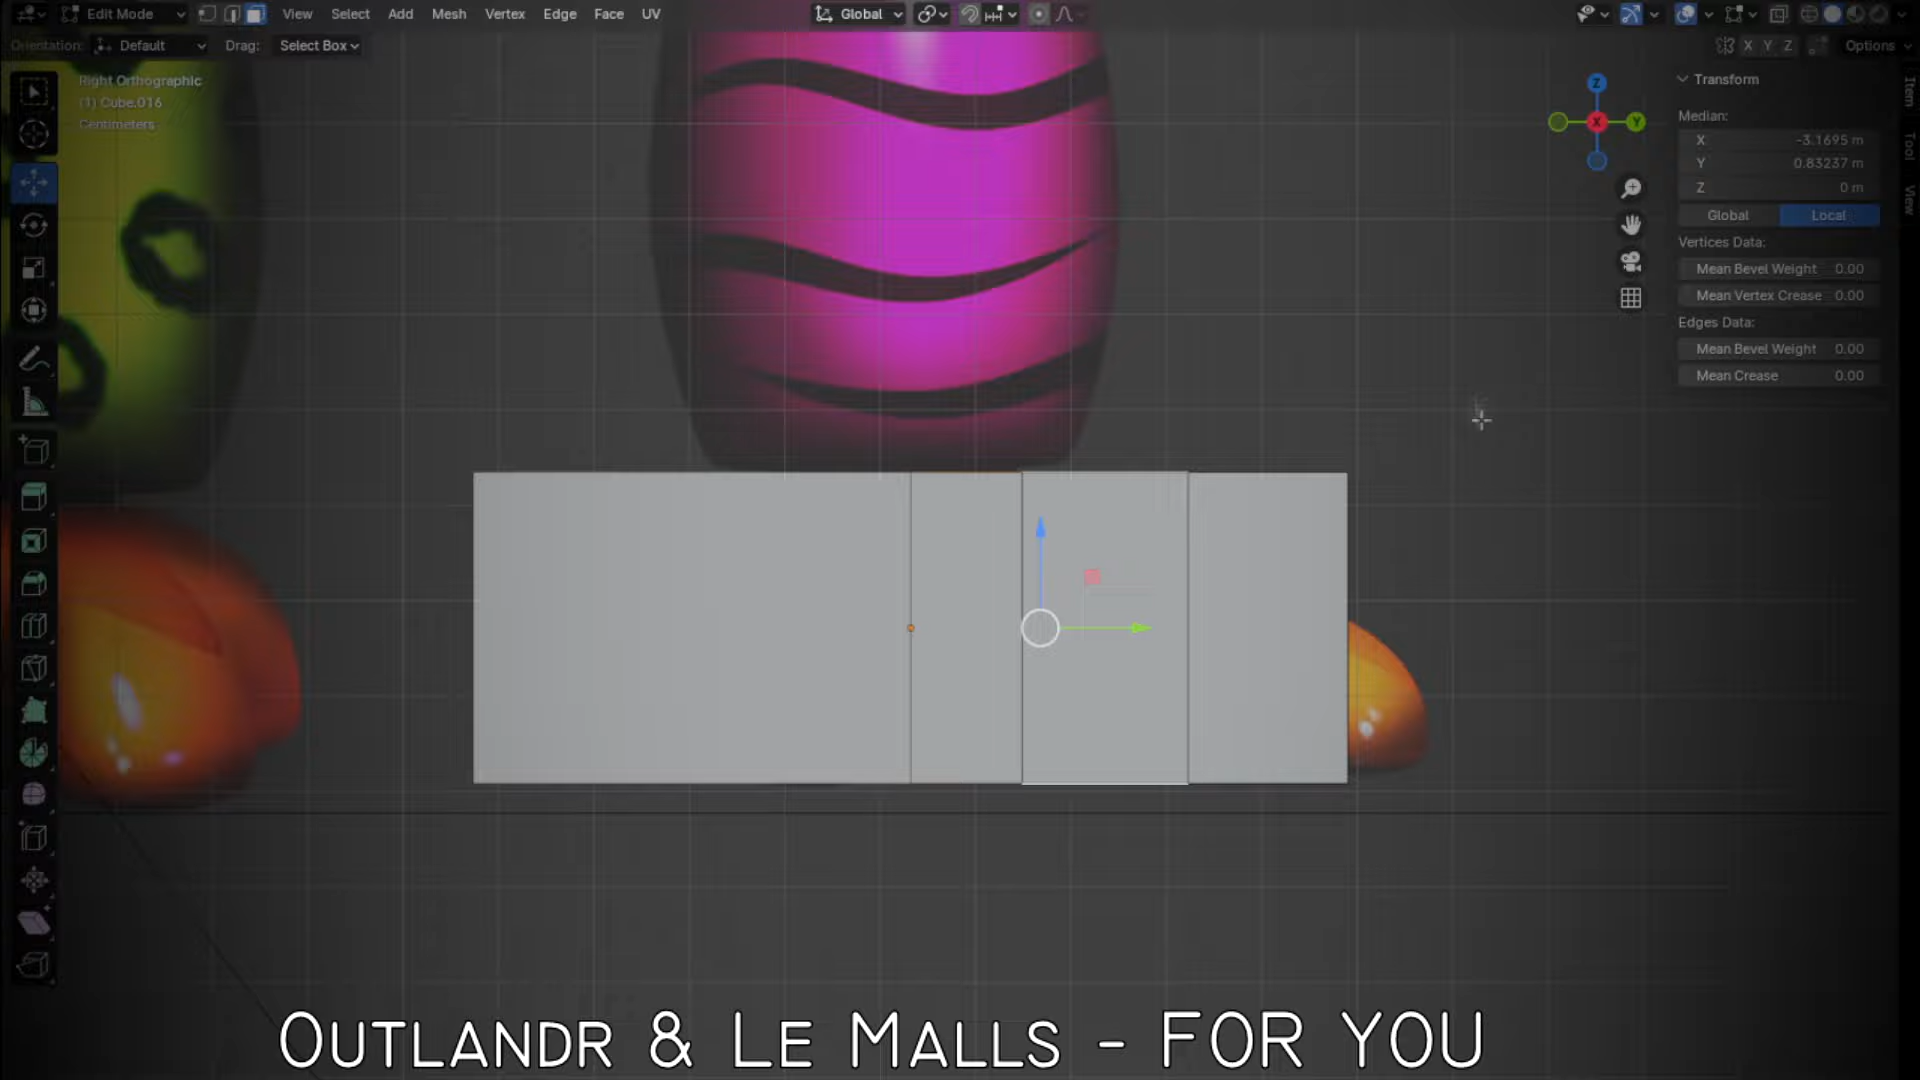 Edit Mode View Select Add Mesh Vertex Edge Face UV Global
Orientation: Default Drag: Select Box X Y Z Options
Right Orthographic
(1) Cube.016
Centimeters
Z
X
Y
Transform
Median:
X -3.1695 m
Y 0.83237 m
Z 0 m
Global Local
Vertices Data:
Mean Bevel Weight 0.00
Mean Vertex Crease 0.00
Edges Data:
Mean Bevel Weight 0.00
Mean Crease 0.00
Item
Tool
View
Outlandr & Le Malls - FOR YOU